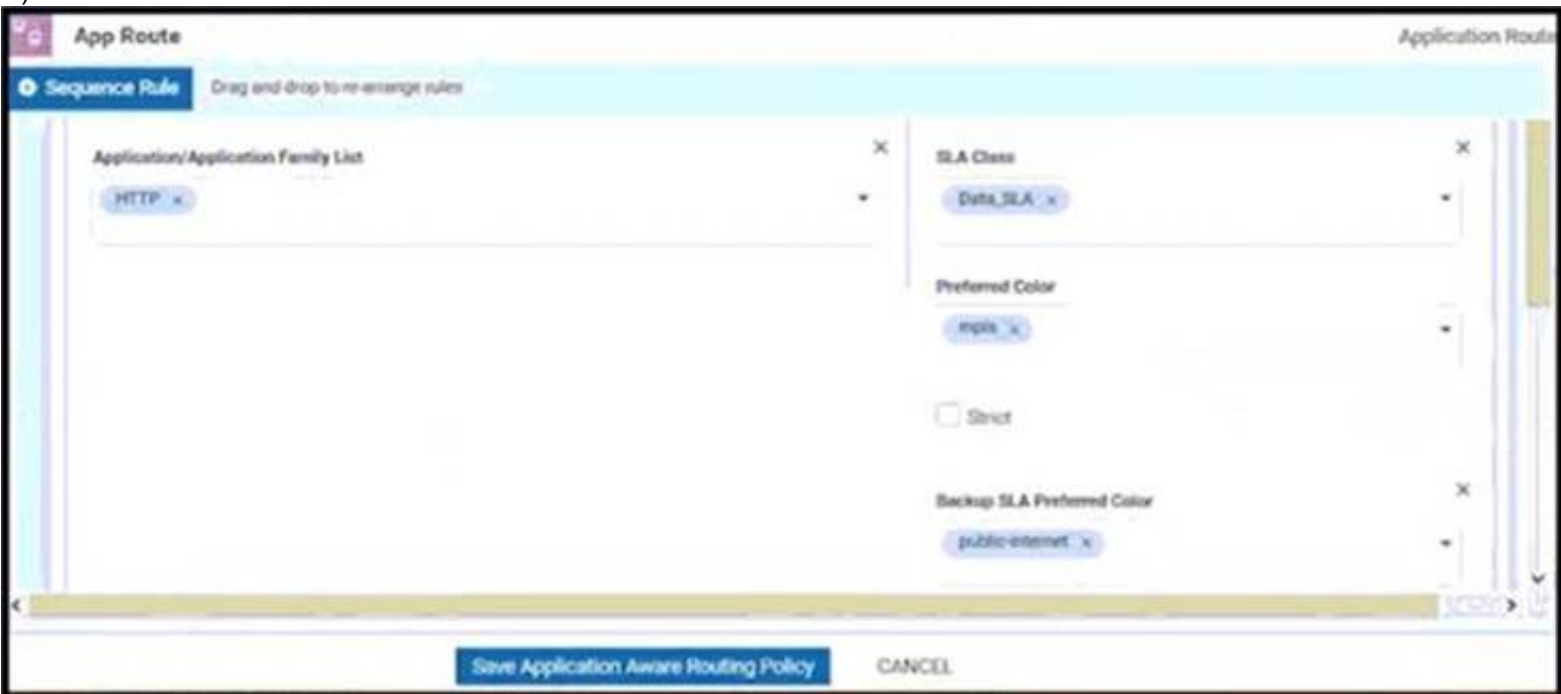 App Route
Application Route
Sequence Rule
Drag and drop to re-arrange rules
Application/Application Family List
HTTP ×
SLA Class
Data_SLA ×
Preferred Color
mpls ×
Strict
Backup SLA Preferred Color
public-internet ×
Save Application Aware Routing Policy
CANCEL